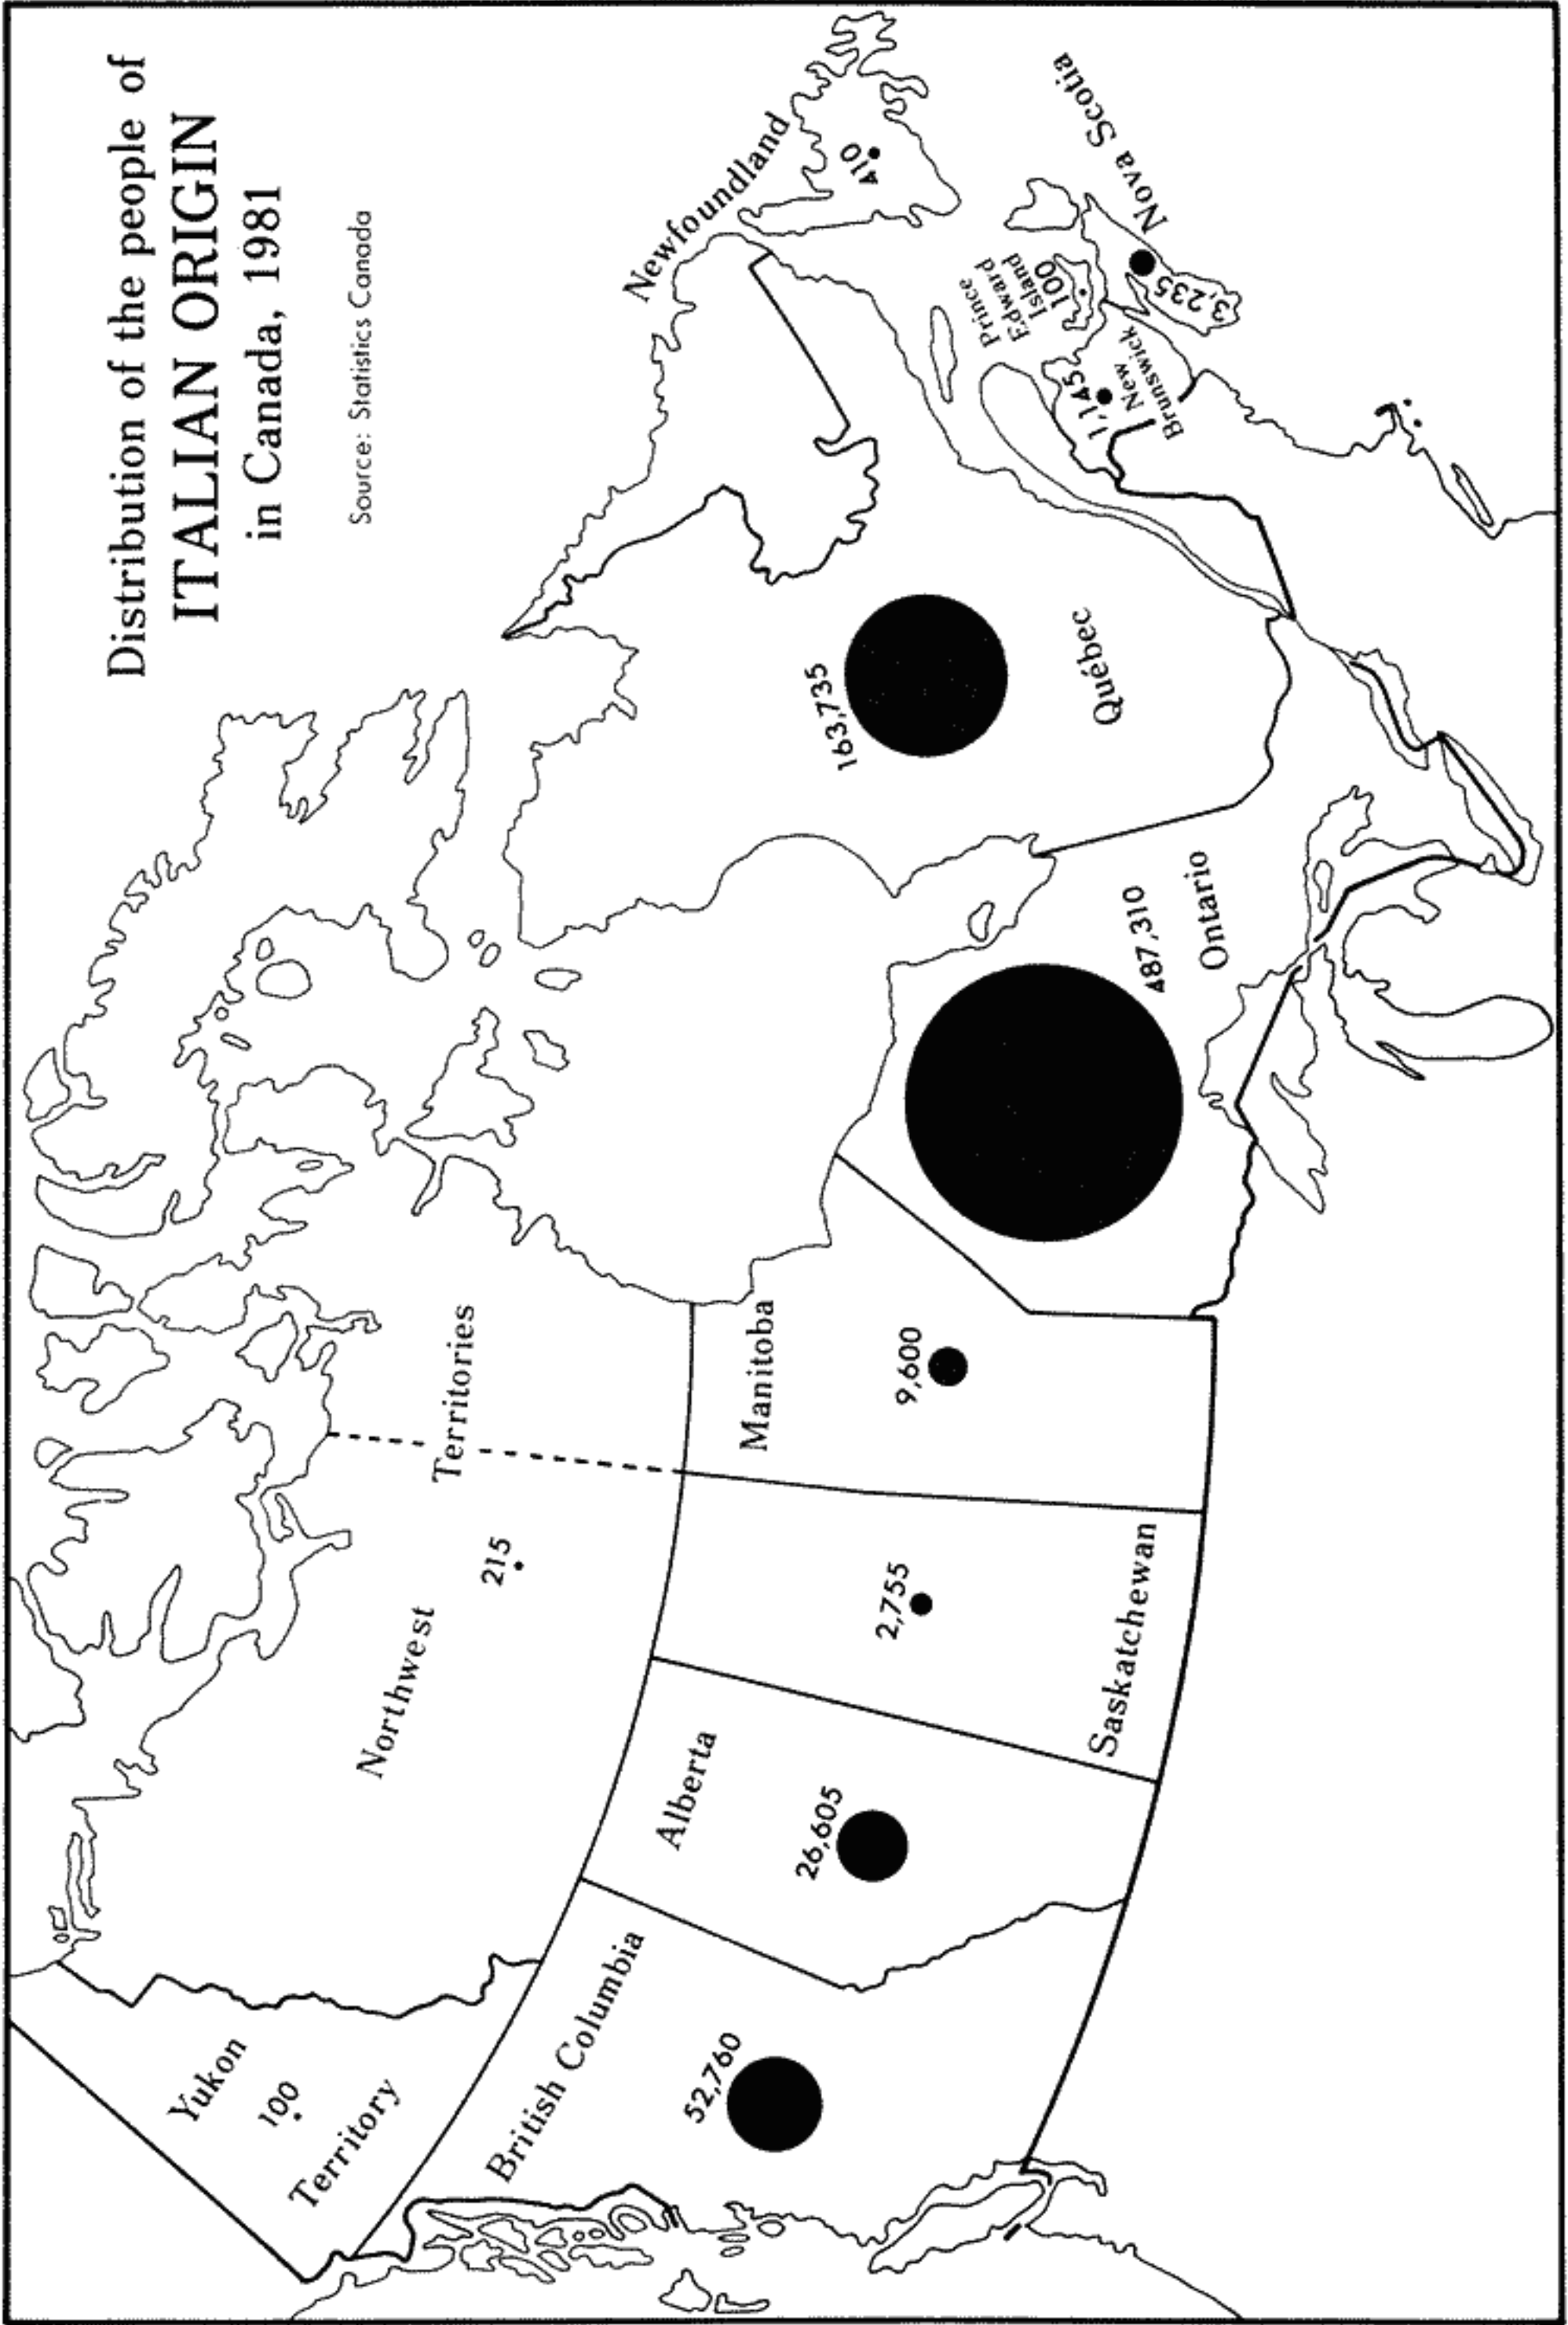 Distribution of the people of
ITALIAN ORIGIN
in Canada, 1981
Source: Statistics Canada
Yukon
100
Territory
Northwest
Territories
215
British Columbia
52,760
Alberta
26,605
2,755
Saskatchewan
Manitoba
9,600
487,310
Ontario
163,735
Québec
Newfoundland
410
Prince
Edward
Island
100
1,145
New
Brunswick
Nova Scotia
3,235